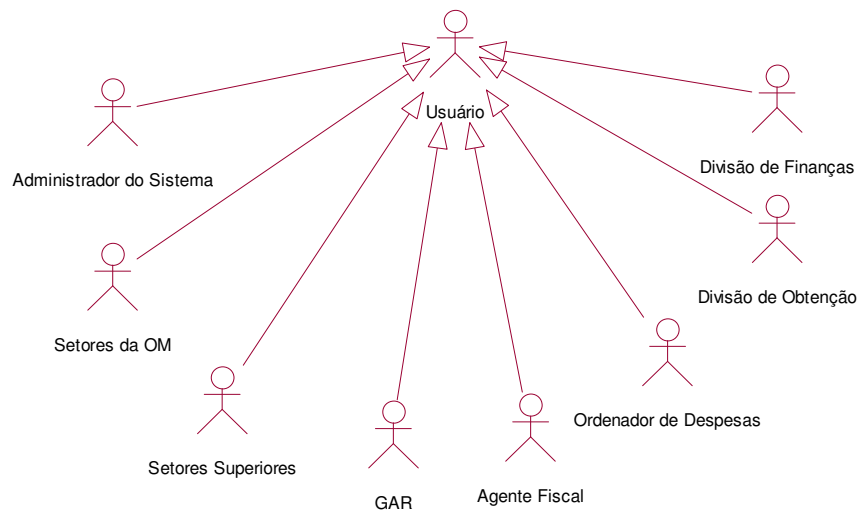 Usuário
Divisão de Finanças
Administrador do Sistema
Divisão de Obtenção
Setores da OM
Ordenador de Despesas
Setores Superiores
Agente Fiscal
GAR